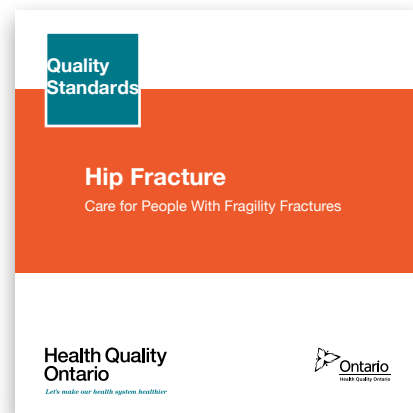 Quality
Standards
Hip Fracture
Care for People With Fragility Fractures
Health Quality
Ontario
Let's make our health system healthier
Ontario
Health Quality Ontario